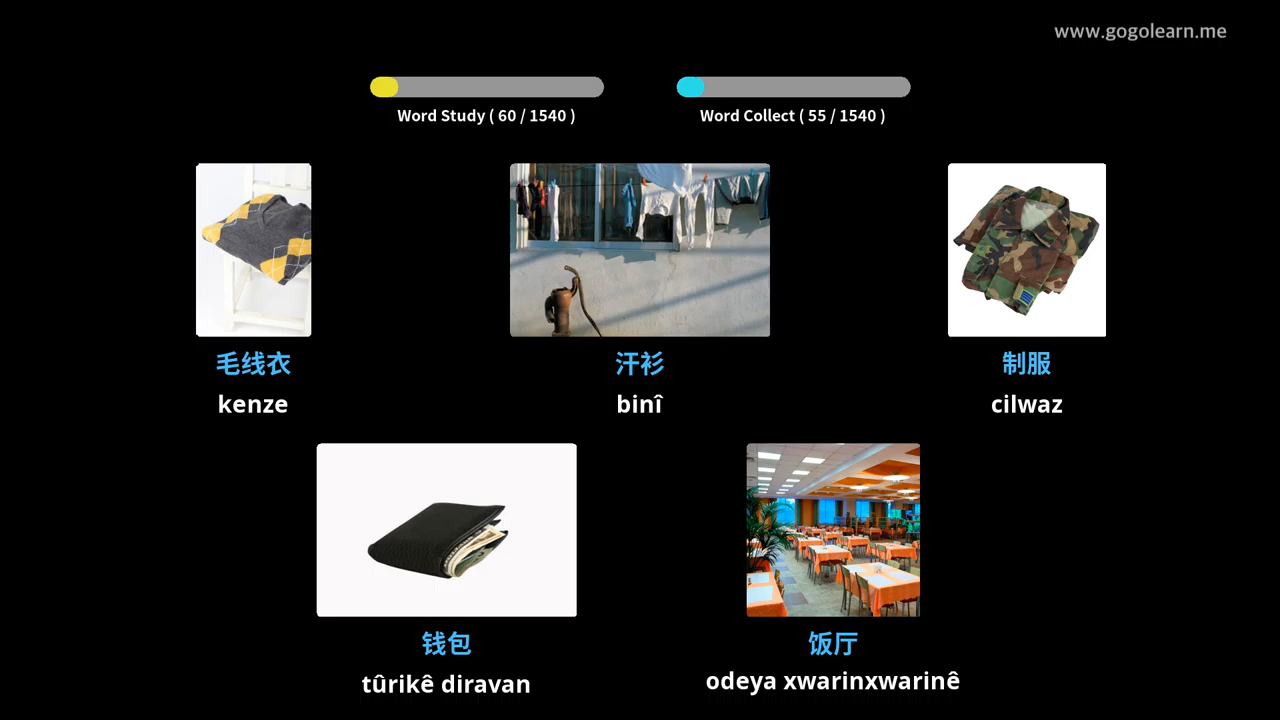 www.gogolearn.me
Word Study ( 60 / 1540 )
Word Collect ( 55 / 1540 )
毛线衣
汗衫
制服
kenze
binî
cilwaz
钱包
饭厅
tûrikê diravan
odeya xwarinxwarinê